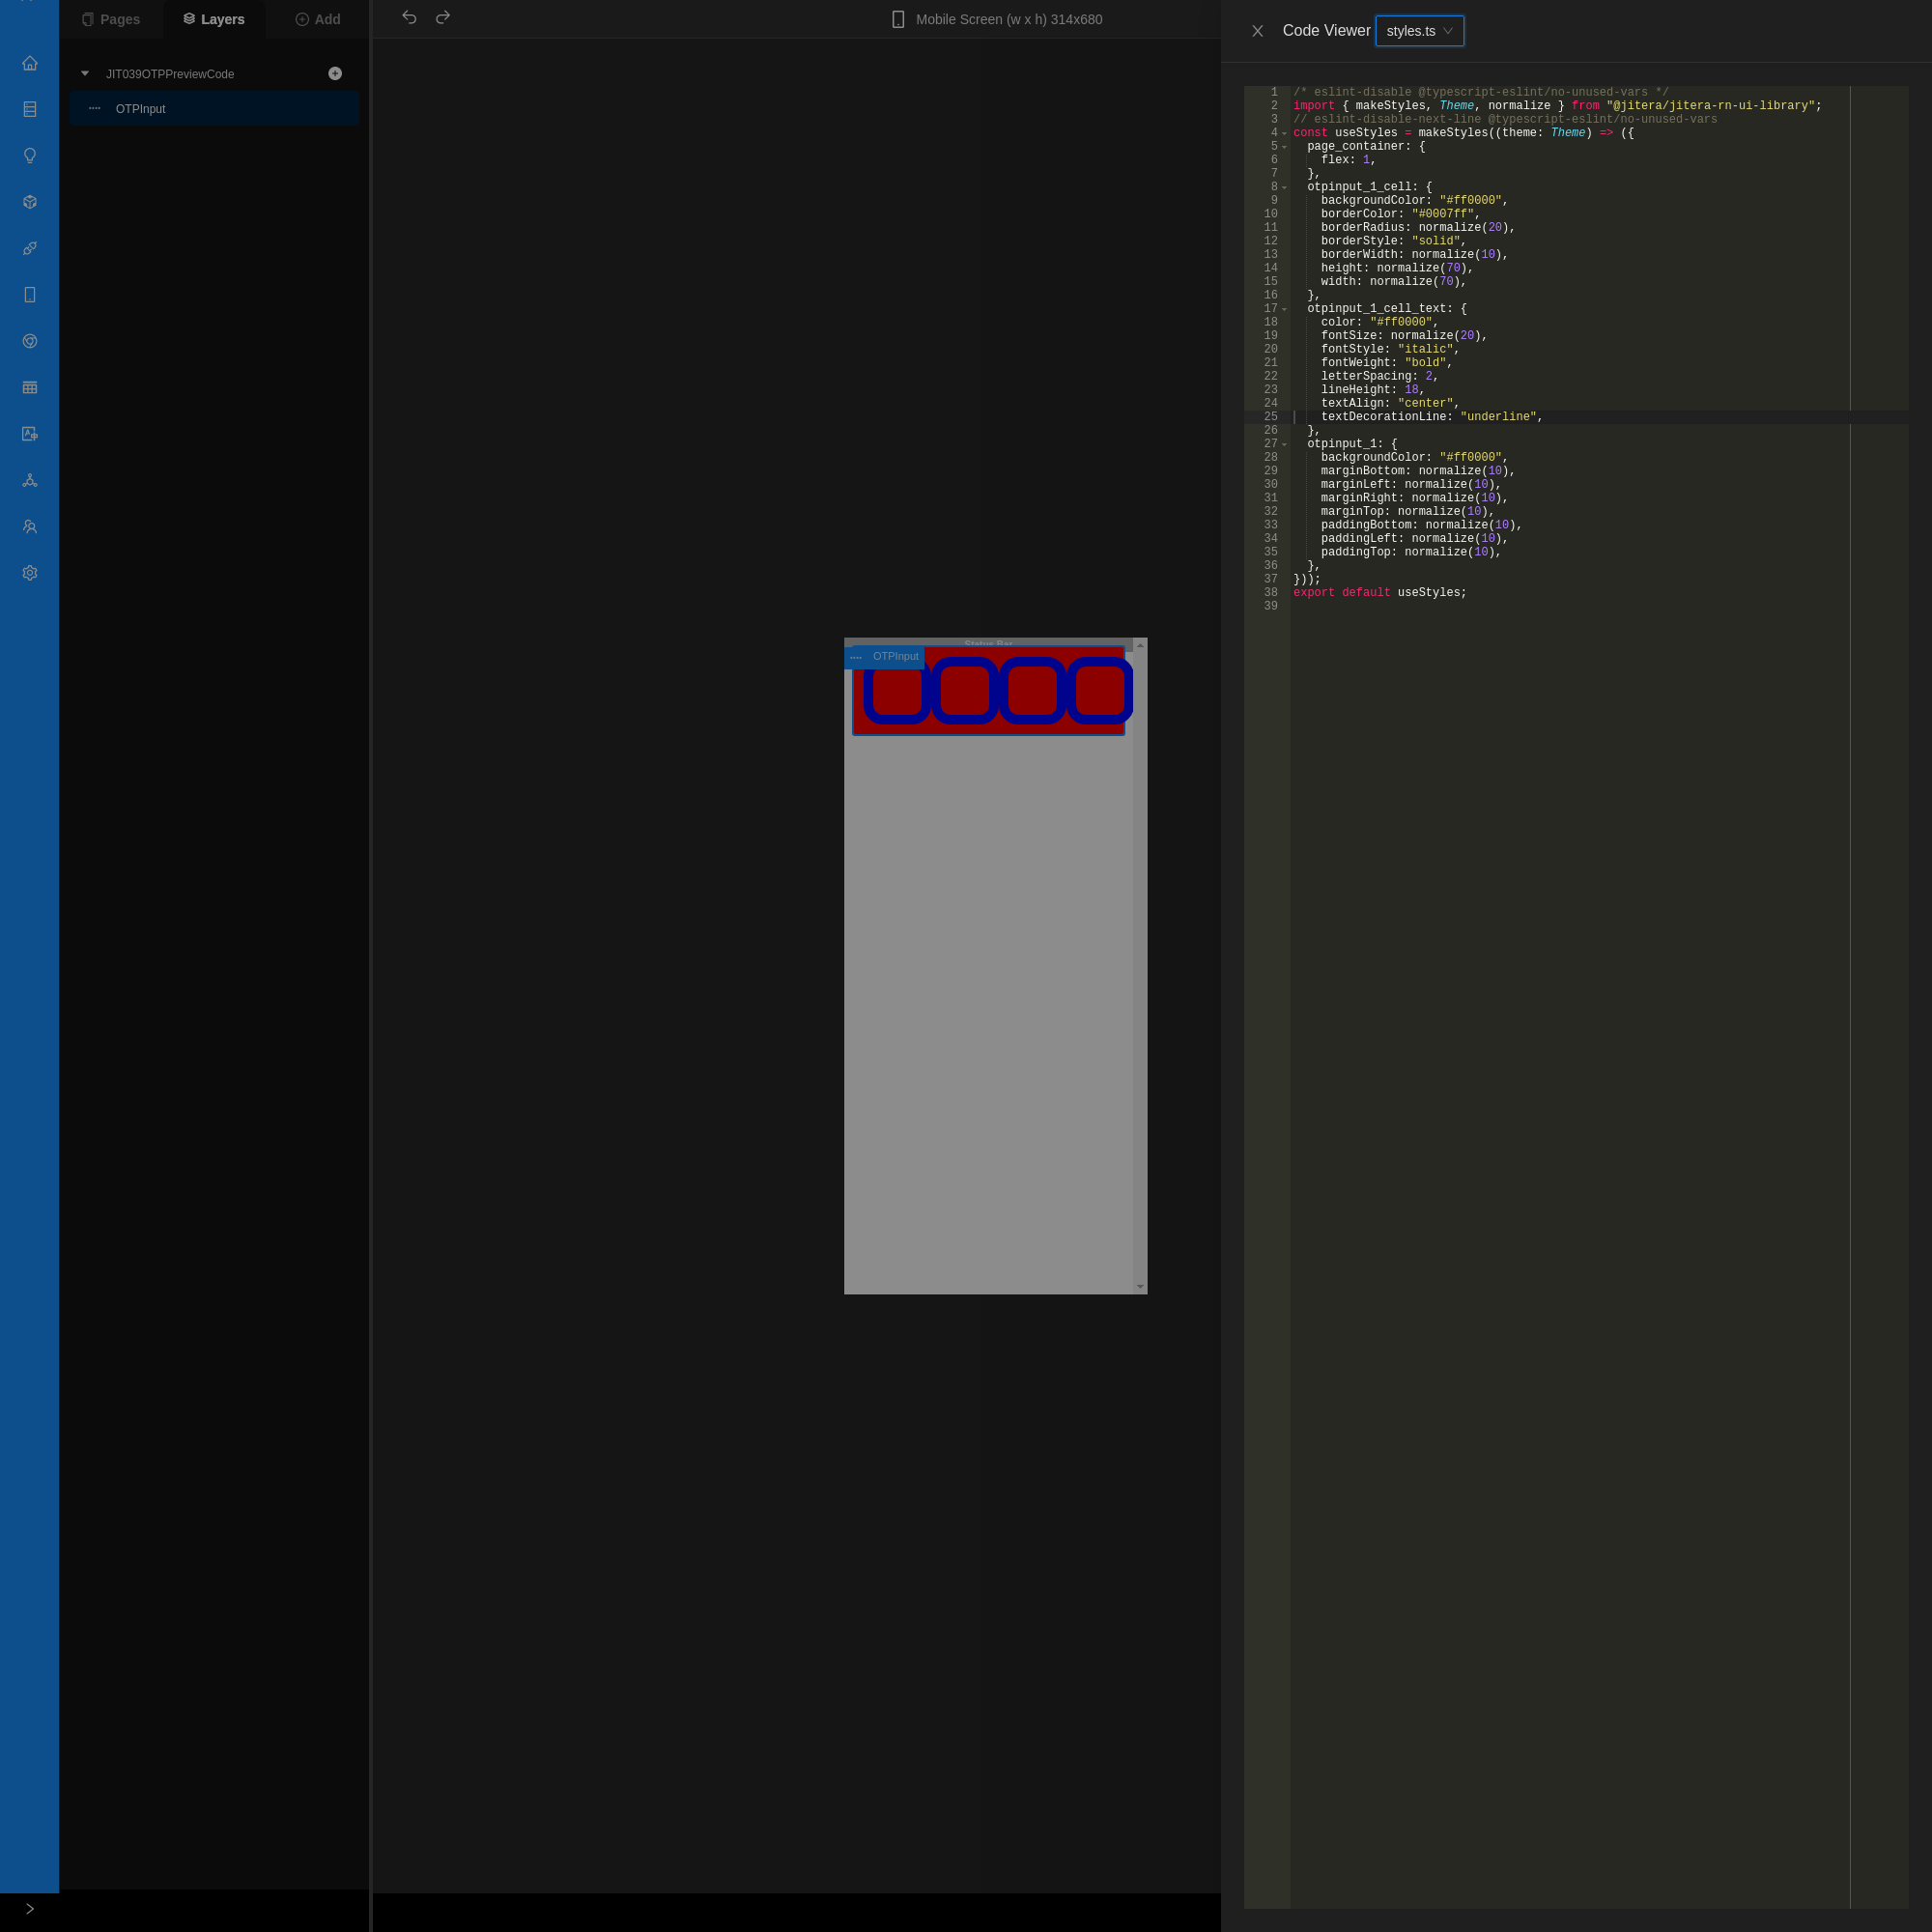 Pages
Layers
Add
Mobile Screen (w x h) 314x680
Code Viewer
styles.ts
JIT039OTPPreviewCode
OTPInput
Status Bar
OTPInput
1 /* eslint-disable @typescript-eslint/no-unused-vars */
2 import { makeStyles, Theme, normalize } from "@jitera/jitera-rn-ui-library";
3 // eslint-disable-next-line @typescript-eslint/no-unused-vars
4 const useStyles = makeStyles((theme: Theme) => ({
5 page_container: {
6 flex: 1,
7 },
8 otpinput_1_cell: {
9 backgroundColor: "#ff0000",
10 borderColor: "#0007ff",
11 borderRadius: normalize(20),
12 borderStyle: "solid",
13 borderWidth: normalize(10),
14 height: normalize(70),
15 width: normalize(70),
16 },
17 otpinput_1_cell_text: {
18 color: "#ff0000",
19 fontSize: normalize(20),
20 fontStyle: "italic",
21 fontWeight: "bold",
22 letterSpacing: 2,
23 lineHeight: 18,
24 textAlign: "center",
25 textDecorationLine: "underline",
26 },
27 otpinput_1: {
28 backgroundColor: "#ff0000",
29 marginBottom: normalize(10),
30 marginLeft: normalize(10),
31 marginRight: normalize(10),
32 marginTop: normalize(10),
33 paddingBottom: normalize(10),
34 paddingLeft: normalize(10),
35 paddingTop: normalize(10),
36 },
37 }));
38 export default useStyles;
39